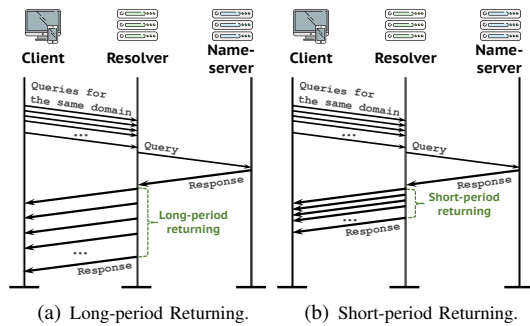 Client
Resolver
Name-
server
Queries for
the same domain
...
Query
Response
Long-period
returning
...
Response
(a) Long-period Returning.
Client
Resolver
Name-
server
Queries for
the same domain
...
Query
Response
Short-period
returning
...
Response
(b) Short-period Returning.